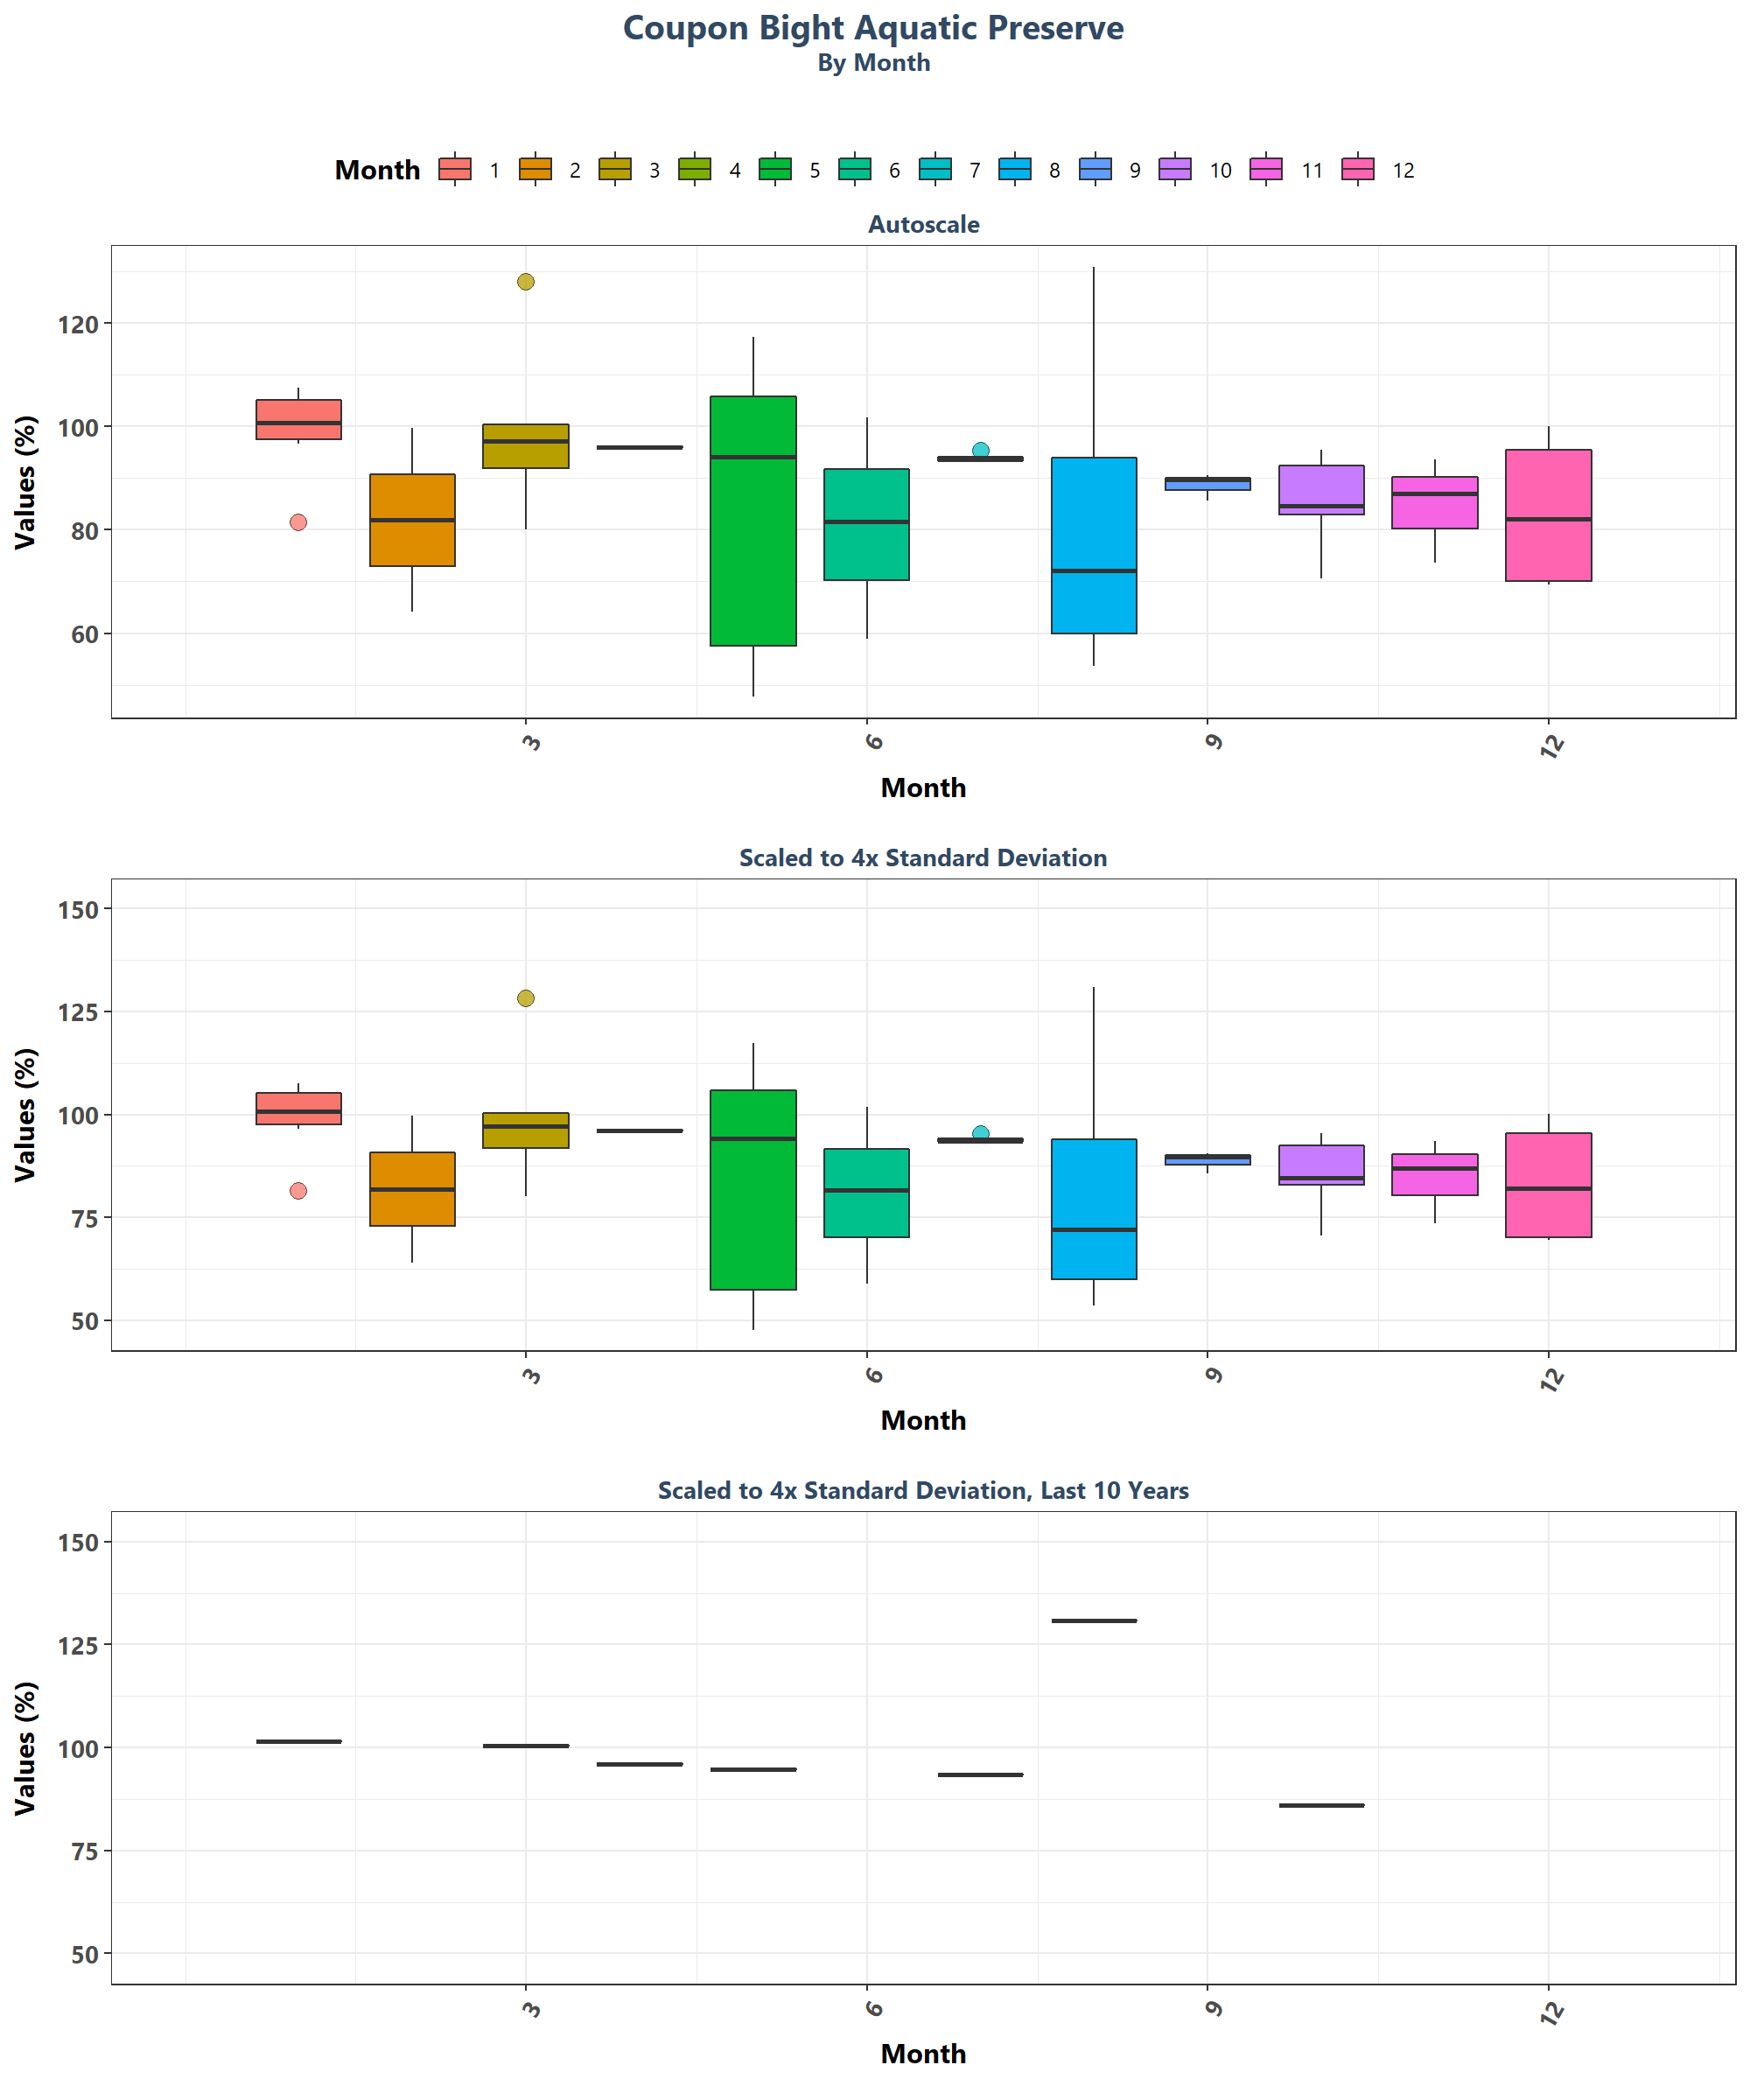 Coupon Bight Aquatic Preserve
By Month
Month 1 2 3 4 5 6 7 8 9 10 11 12
Autoscale
Values (%)
120
100
80
60
3 6 9 12
Month
Scaled to 4x Standard Deviation
Values (%)
150
125
100
75
50
3 6 9 12
Month
Scaled to 4x Standard Deviation, Last 10 Years
Values (%)
150
125
100
75
50
3 6 9 12
Month